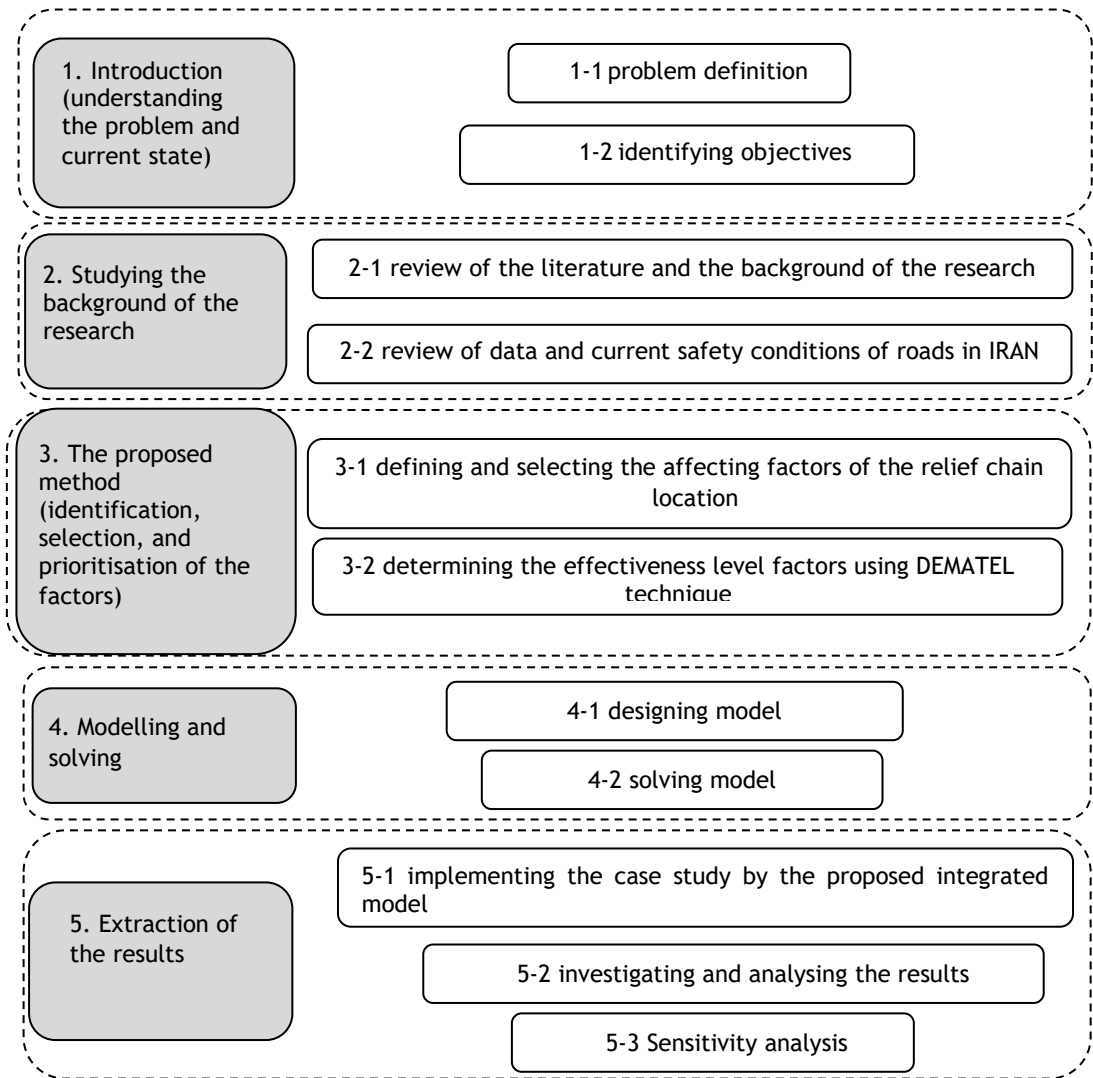 1. Introduction
(understanding
the problem and
current state)
1-1 problem definition
1-2 identifying objectives
2. Studying the
background of the
research
2-1 review of the literature and the background of the research
2-2 review of data and current safety conditions of roads in IRAN
3. The proposed
method
(identification,
selection, and
prioritisation of the
factors)
3-1 defining and selecting the affecting factors of the relief chain
location
3-2 determining the effectiveness level factors using DEMATEL
technique
4. Modelling and
solving
4-1 designing model
4-2 solving model
5. Extraction of
the results
5-1 implementing the case study by the proposed integrated
model
5-2 investigating and analysing the results
5-3 Sensitivity analysis